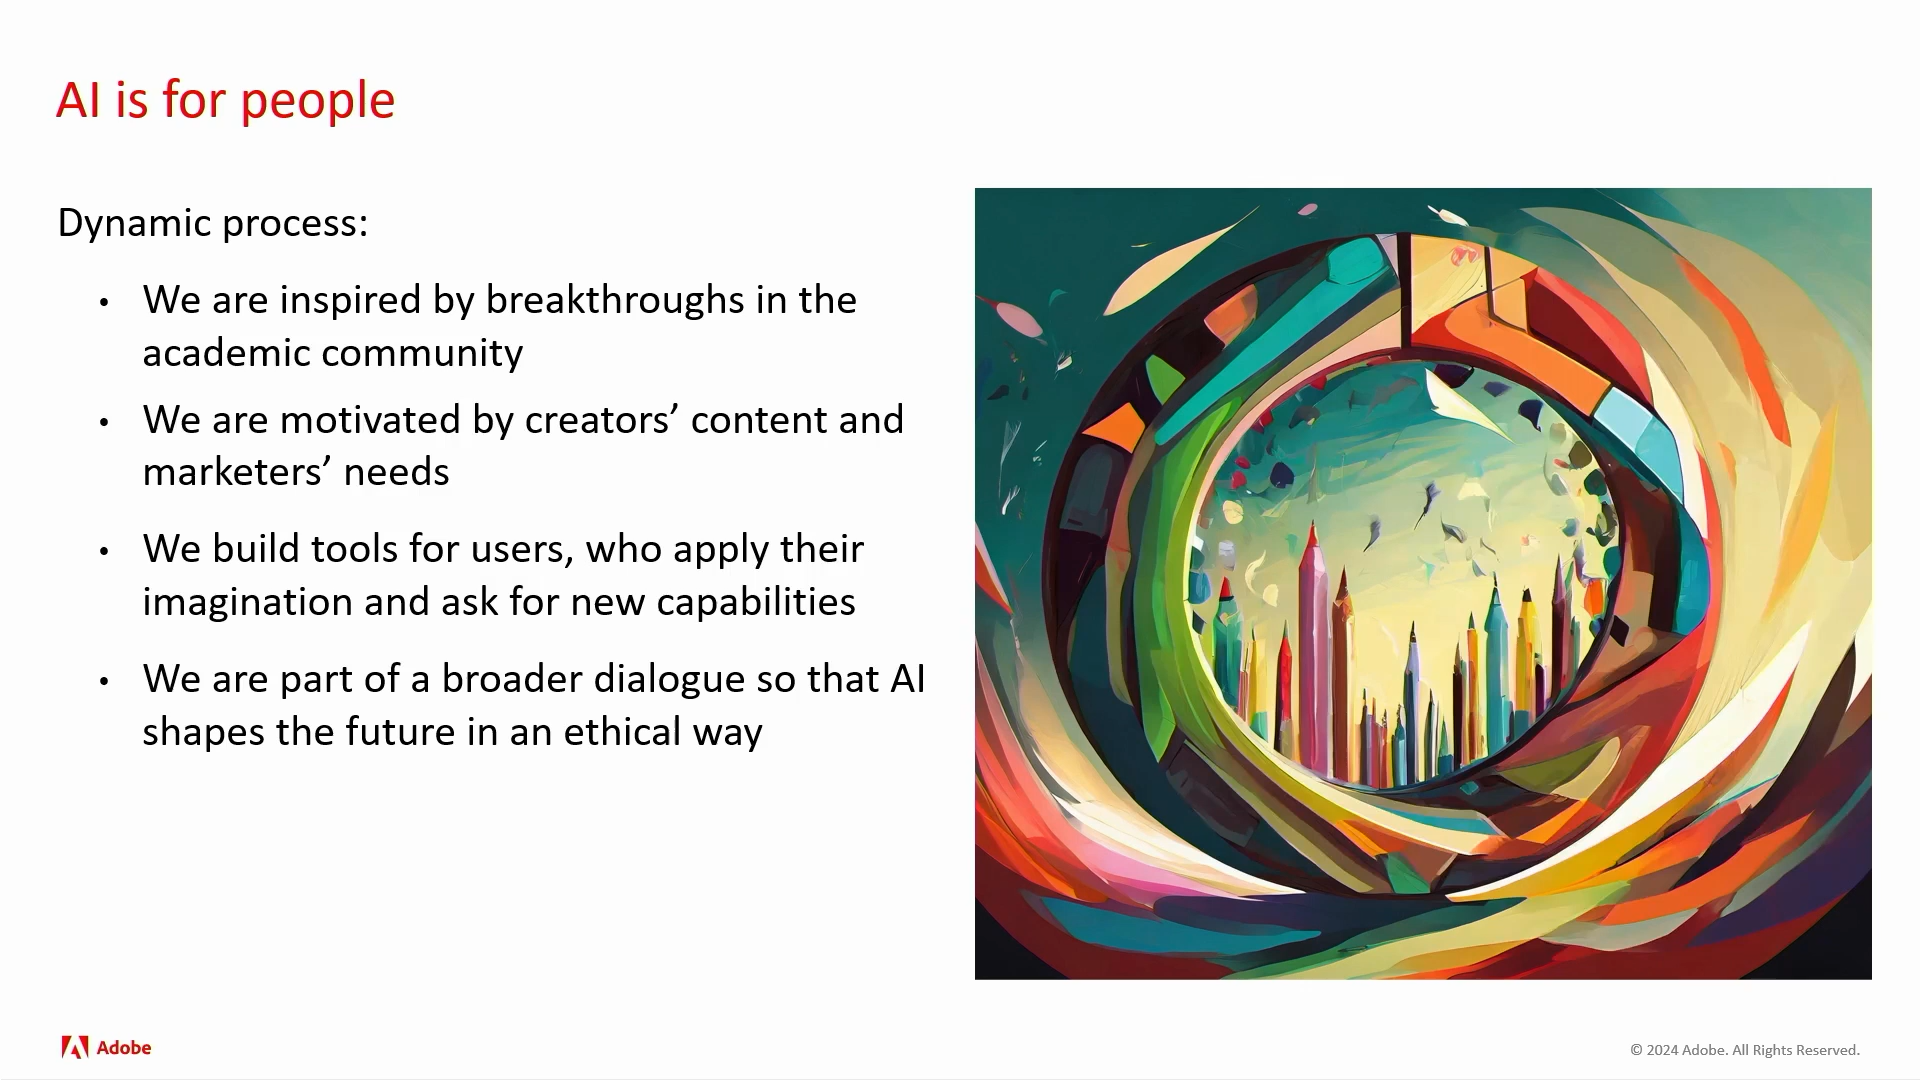 AI is for people
Dynamic process:
• We are inspired by breakthroughs in the
academic community
• We are motivated by creators’ content and
marketers’ needs
• We build tools for users, who apply their
imagination and ask for new capabilities
• We are part of a broader dialogue so that AI
shapes the future in an ethical way
Adobe
© 2024 Adobe. All Rights Reserved.